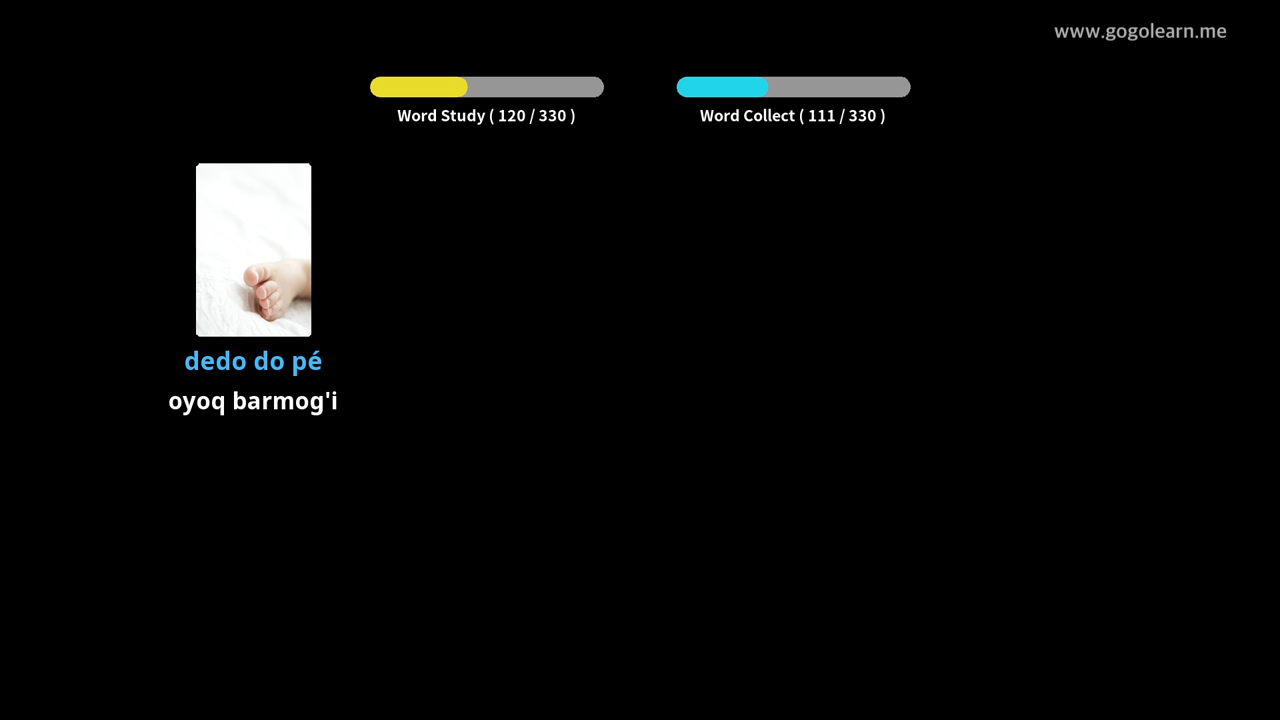 www.gogolearn.me
Word Study ( 120 / 330 )
Word Collect ( 111 / 330 )
dedo do pé
oyoq barmog'i